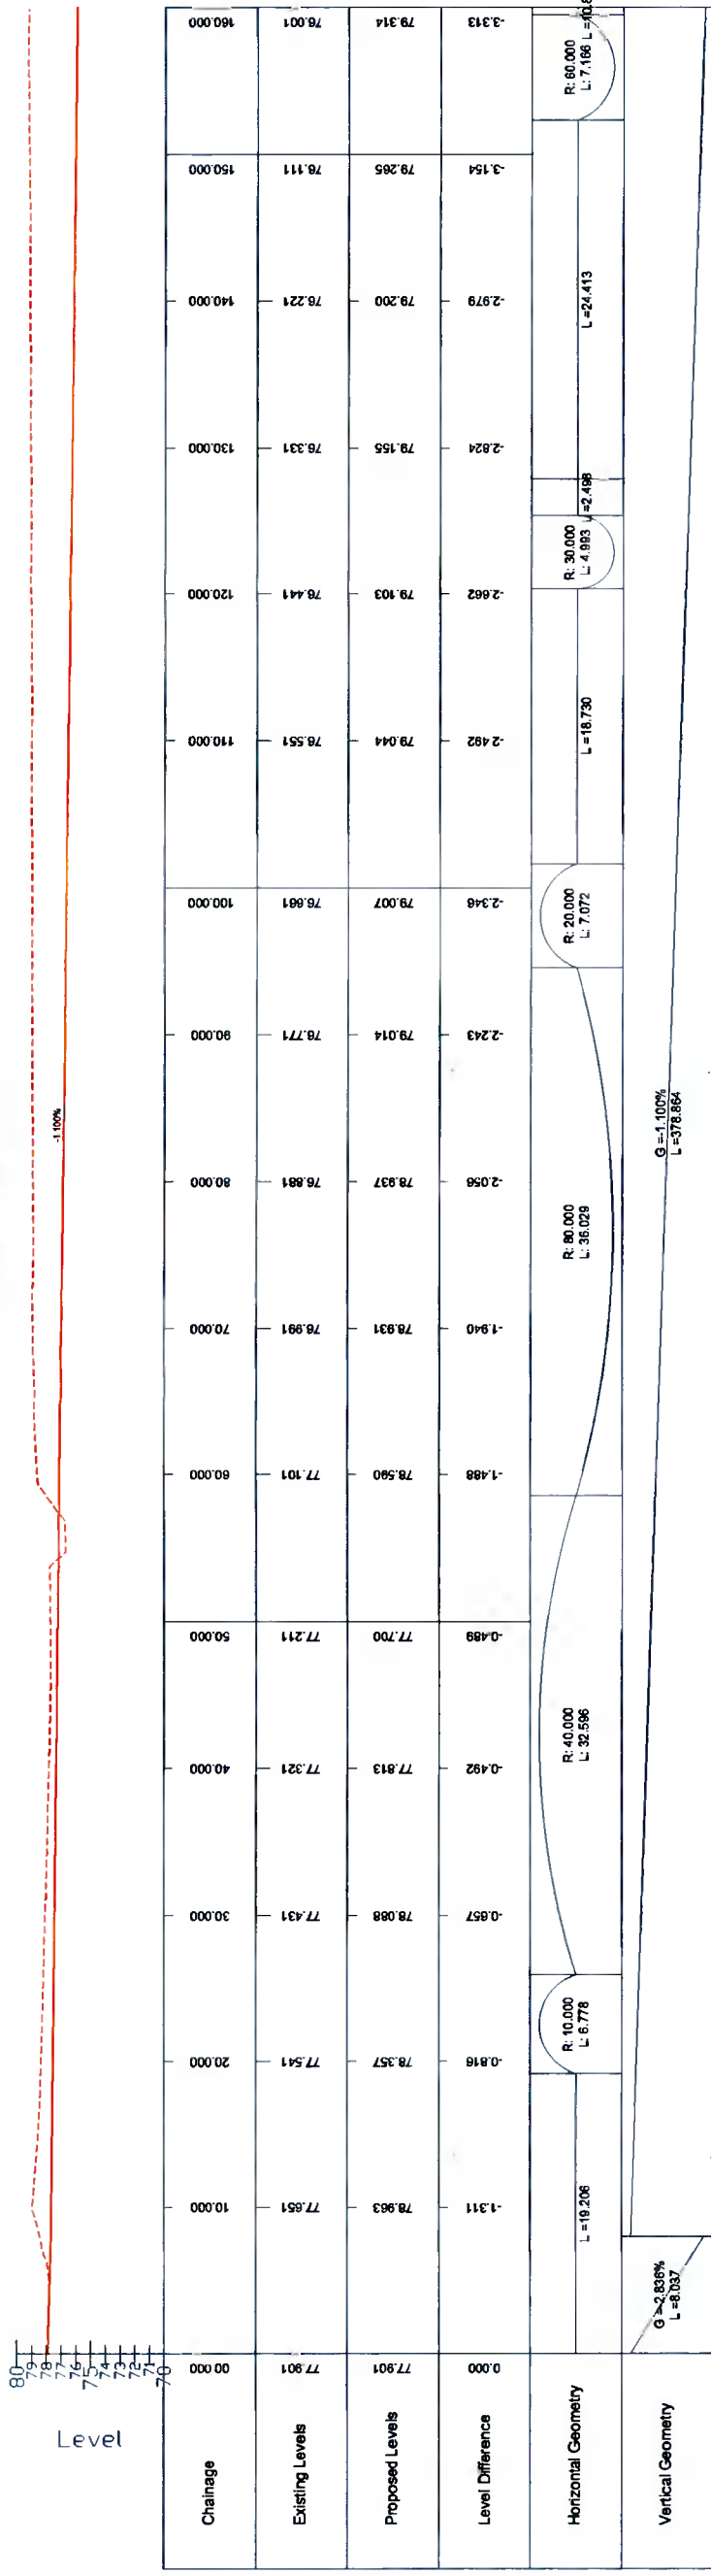 80
79
78
77
76
75
74
73
72
71
70
Level
-1.100%
Chainage 00.000 10.000 20.000 30.000 40.000 50.000 60.000 70.000 80.000 90.000 100.000 110.000 120.000 130.000 140.000 150.000 160.000
Existing Levels 77.901 77.651 77.541 77.431 77.321 77.211 77.101 76.991 76.881 76.771 76.661 76.551 76.441 76.331 76.221 76.111 76.001
Proposed Levels 77.901 78.963 78.357 78.088 77.813 77.700 78.590 78.931 78.937 79.014 79.007 79.044 79.103 79.155 79.200 79.265 79.314
Level Difference 0.000 -1.311 -0.816 -0.657 -0.492 -0.489 -1.488 -1.940 -2.056 -2.243 -2.346 -2.492 -2.662 -2.824 -2.979 -3.154 -3.313
Horizontal Geometry
L =19.206
R: 10.000
L: 6.778
R: 40.000
L: 32.596
R: 80.000
L: 36.029
R: 20.000
L: 7.072
L =18.730
R: 30.000
L: 4.993
L =2.498
L =24.413
R: 60.000
L: 7.166
Vertical Geometry
G =-2.836%
L =8.037
G =-1.100%
L =378.864